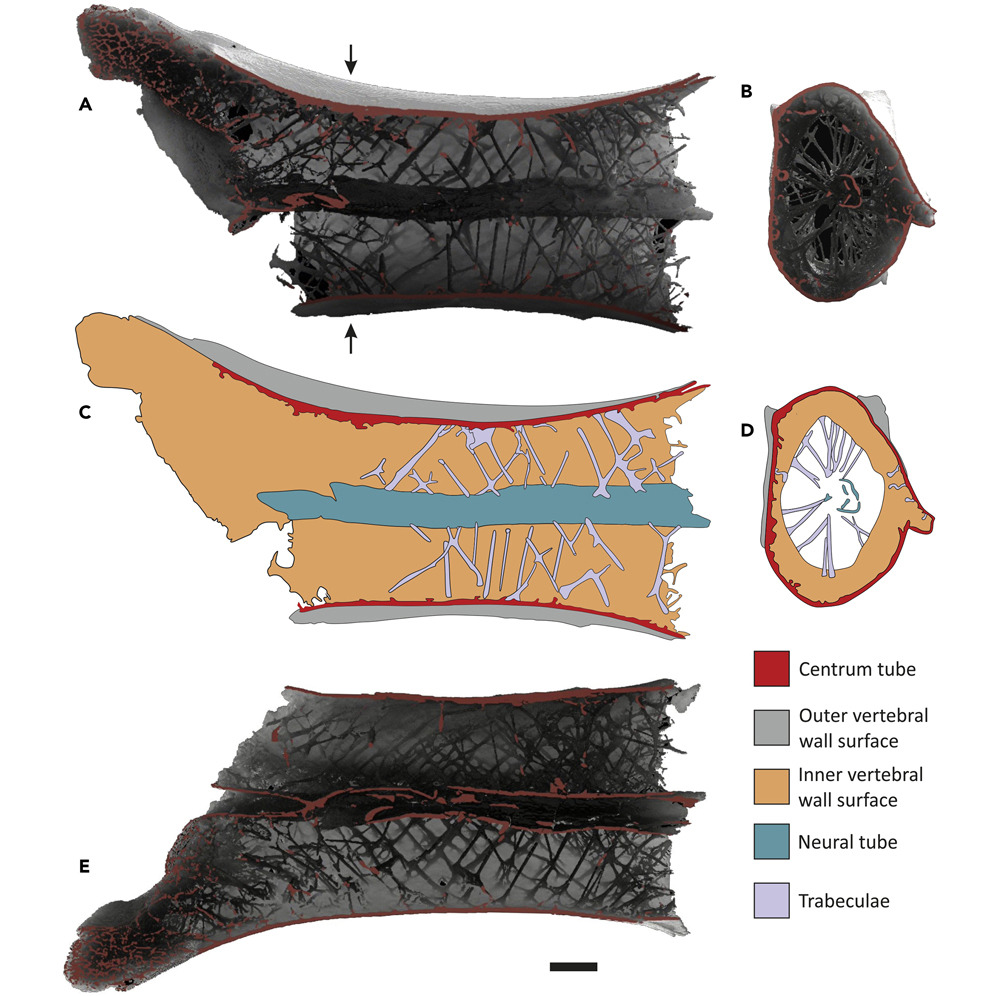 A
B
C
D
Centrum tube
Outer vertebral
wall surface
Inner vertebral
wall surface
Neural tube
Trabeculae
E